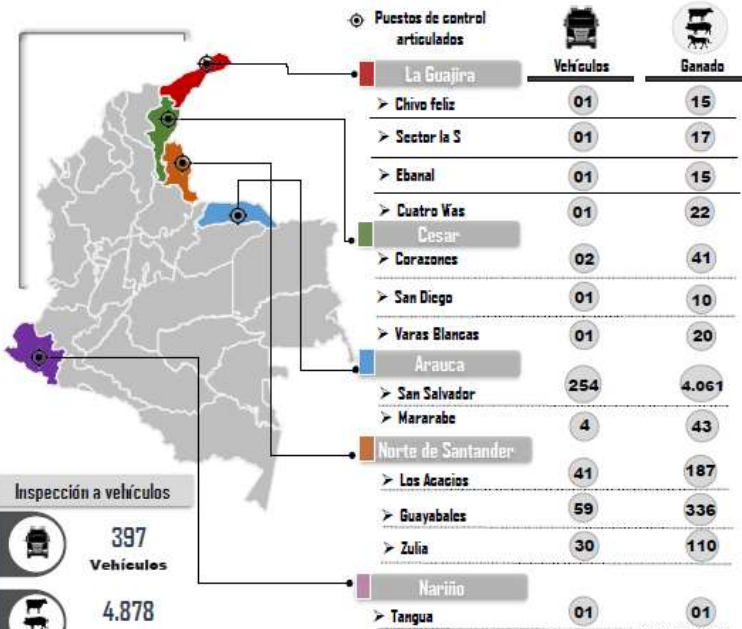 Puestos de control
articulados
Vehículos
Ganado
La Guajira
➤ Chivo feliz 01 15
➤ Sector la S 01 17
➤ Ebanal 01 15
➤ Cuatro Vías 01 22
Cesar
➤ Corazones 02 41
➤ San Diego 01 10
➤ Varas Blancas 01 20
Arauca
➤ San Salvador 254 4.061
➤ Mararabe 4 43
Norte de Santander
➤ Los Acacios 41 187
➤ Guayabales 59 336
➤ Zulia 30 110
Nariño
➤ Tangua 01 01
Inspección a vehículos
397
Vehículos
4.878